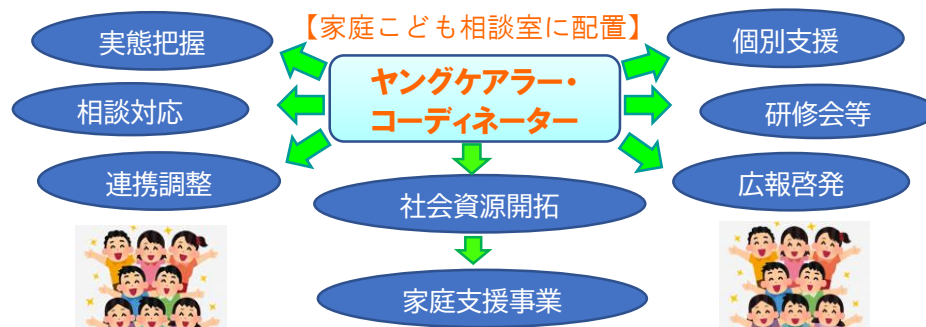 【家庭こども相談室に配置】
ヤングケアラー・
コーディネーター
実態把握
相談対応
連携調整
個別支援
研修会等
広報啓発
社会資源開拓
家庭支援事業